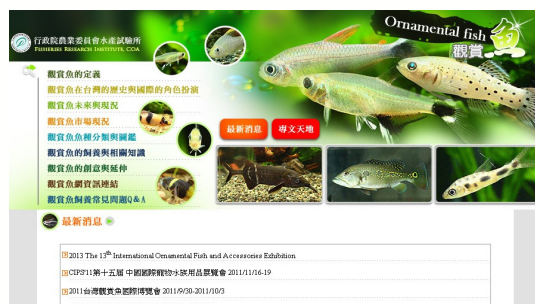 行政院農業委員會水產試驗所
FISHERIES RESEARCH INSTITUTE, COA
Ornamental fish
觀賞魚
觀賞魚的定義
觀賞魚在台灣的歷史與國際的角色扮演
觀賞魚未來與現況
觀賞魚市場現況
觀賞魚魚種分類與圖鑑
觀賞魚的飼養與相關知識
觀賞魚的創意與延伸
觀賞魚網資訊連結
觀賞魚飼養常見問題Q&A
最新消息
專文天地
最新消息
2013 The 13th International Ornamental Fish and Accessories Exhibition
CIPS'11第十五屆 中國國際寵物水族用品展覽會 2011/11/16-19
2011台灣觀賞魚國際博覽會 2011/9/30-2011/10/3